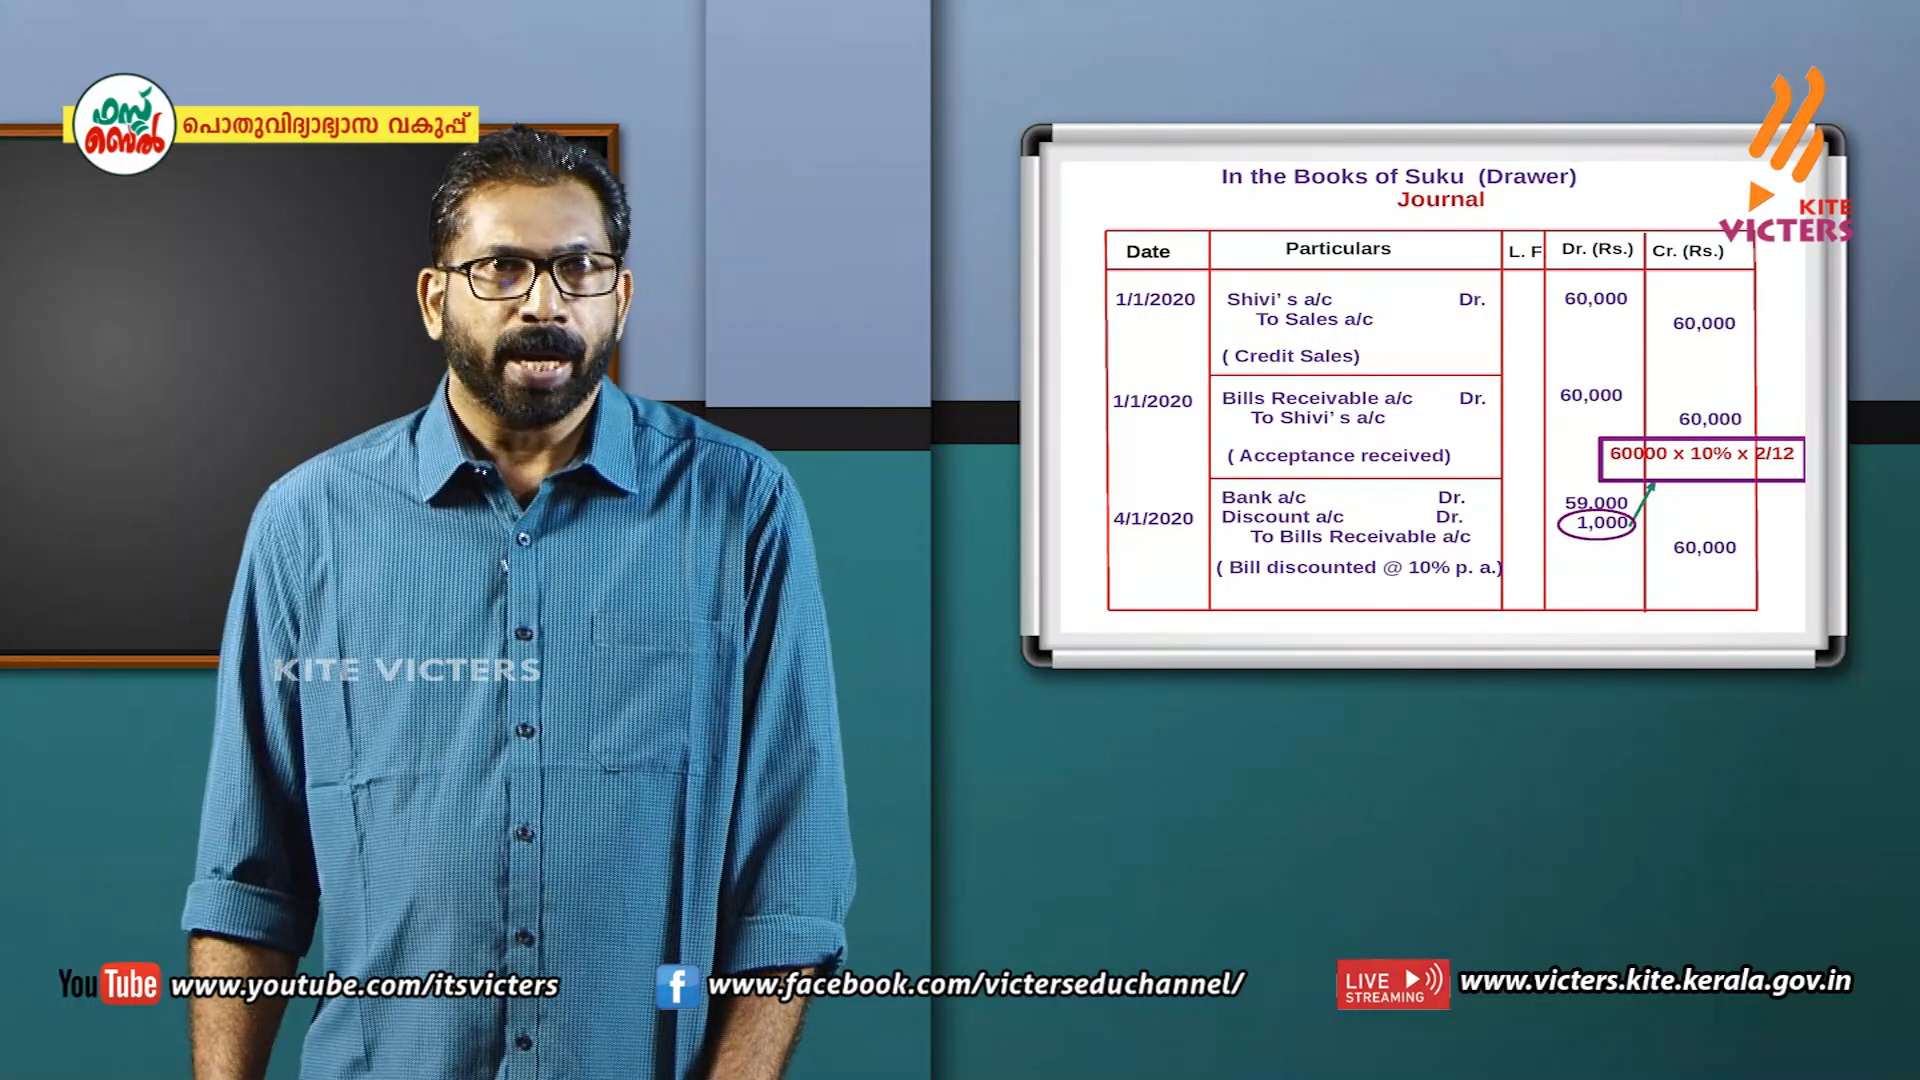 ഫസ്റ്റ്
ബെൽ
പൊതുവിദ്യാഭ്യാസ വകുപ്പ്
KITE
VICTERS
In the Books of Suku (Drawer)
Journal
Date Particulars L. F Dr. (Rs.) Cr. (Rs.)
1/1/2020 Shivi’ s a/c Dr. 60,000
To Sales a/c 60,000
( Credit Sales)
1/1/2020 Bills Receivable a/c Dr. 60,000
To Shivi’ s a/c 60,000
( Acceptance received)
60000 x 10% x 2/12
Bank a/c Dr. 59,000
4/1/2020 Discount a/c Dr. 1,000
To Bills Receivable a/c 60,000
( Bill discounted @ 10% p. a.)
KITE VICTERS
YouTube www.youtube.com/itsvicters
f www.facebook.com/victerseduchannel/
LIVE STREAMING www.victers.kite.kerala.gov.in